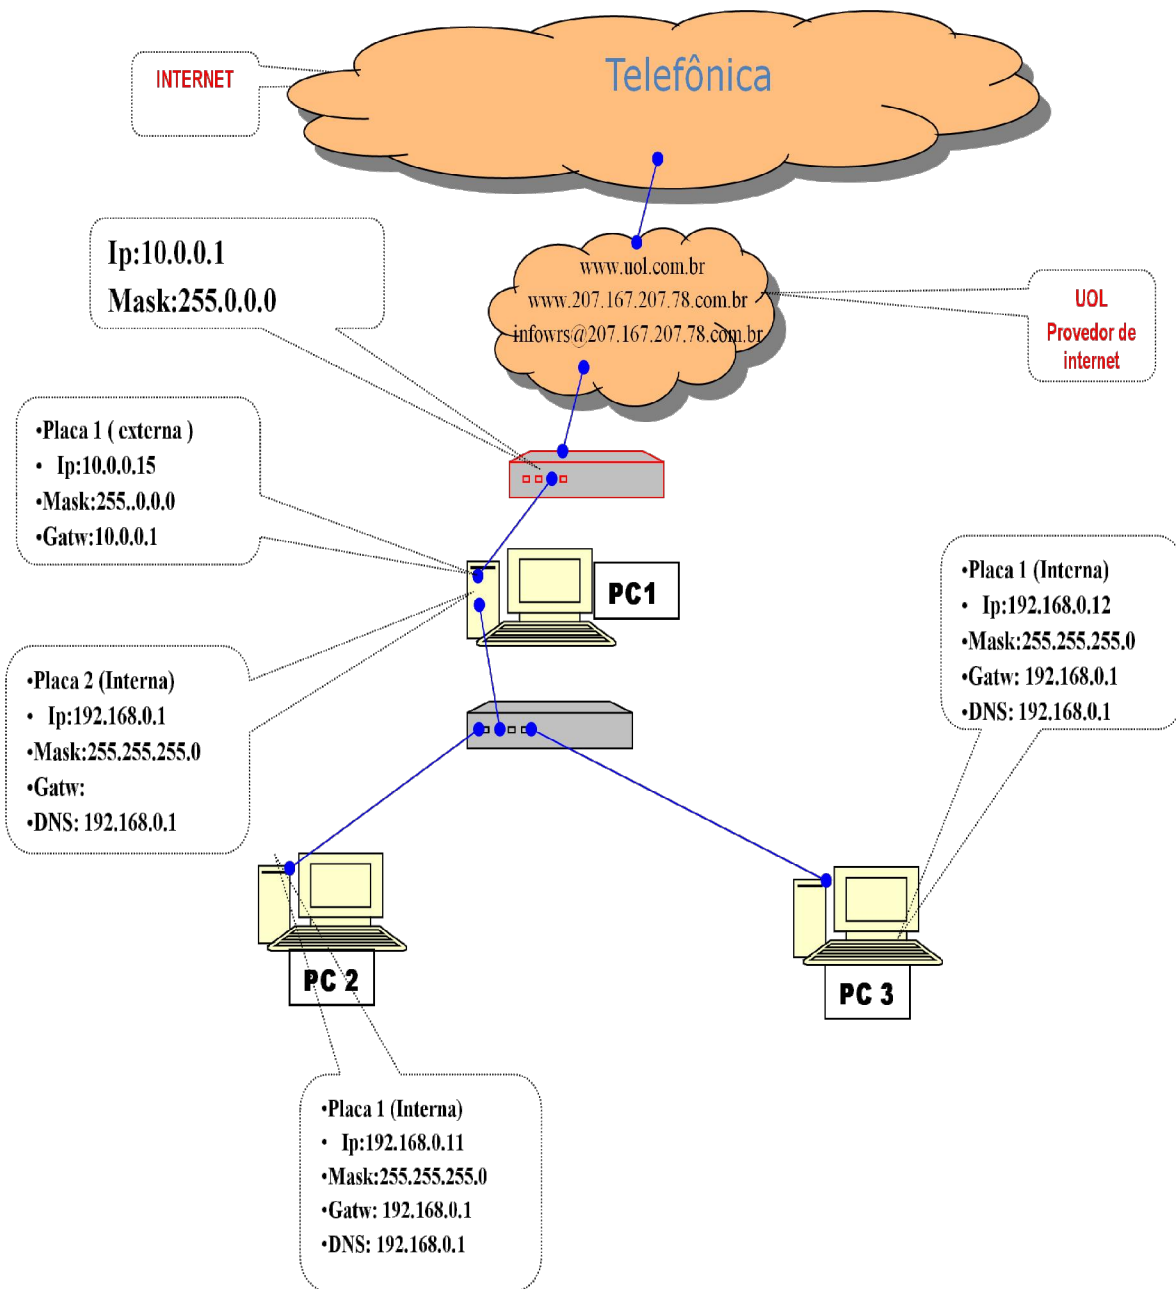 Telefônica
INTERNET
Ip:10.0.0.1
Mask:255.0.0.0
www.uol.com.br
www.207.167.207.78.com.br
infowrs@207.167.207.78.com.br
UOL
Provedor de
internet
•Placa 1 ( externa )
• Ip:10.0.0.15
•Mask:255..0.0.0
•Gatw:10.0.0.1
PC1
•Placa 1 (Interna)
• Ip:192.168.0.12
•Mask:255.255.255.0
•Gatw: 192.168.0.1
•DNS: 192.168.0.1
•Placa 2 (Interna)
• Ip:192.168.0.1
•Mask:255.255.255.0
•Gatw:
•DNS: 192.168.0.1
PC 2
PC 3
•Placa 1 (Interna)
• Ip:192.168.0.11
•Mask:255.255.255.0
•Gatw: 192.168.0.1
•DNS: 192.168.0.1